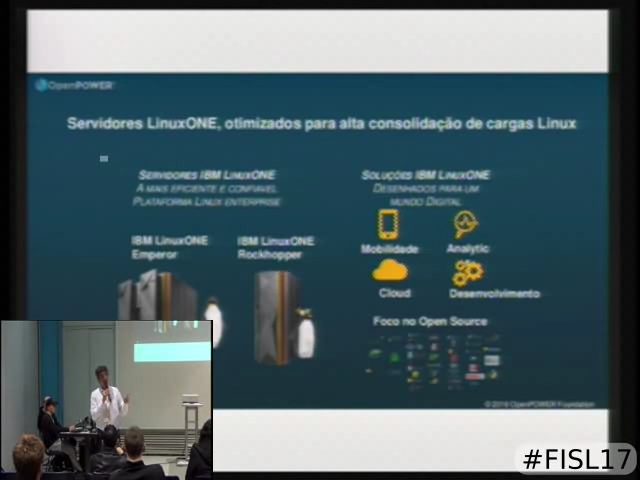 OpenPOWER
Servidores LinuxONE, otimizados para alta consolidação de cargas Linux
SERVIDORES IBM LINUXONE
A MAIS EFICIENTE E CONFIAVEL
PLATAFORMA LINUX ENTERPRISE
SOLUÇÕES IBM LINUXONE
DESENHADOS PARA UM
MUNDO DIGITAL
IBM LinuxONE
Emperor
IBM LinuxONE
Rockhopper
Mobilidade
Analytic
Cloud
Desenvolvimento
Foco no Open Source
© 2016 OpenPOWER Foundation
#FISL17